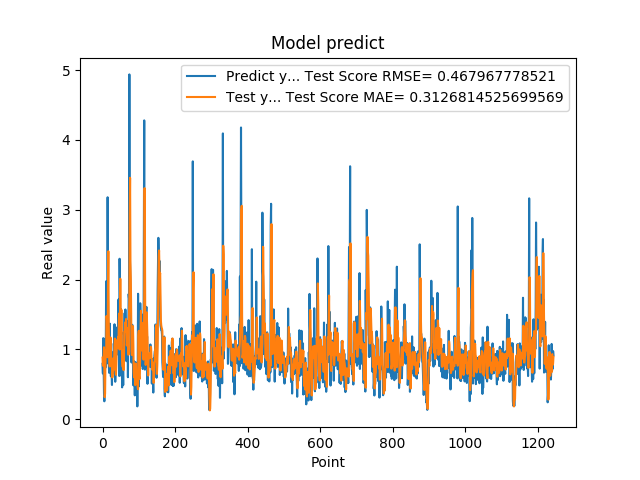 Model predict
Predict y... Test Score RMSE= 0.467967778521
Test y... Test Score MAE= 0.3126814525699569
5
4
3
2
1
0
Real value
0 200 400 600 800 1000 1200
Point